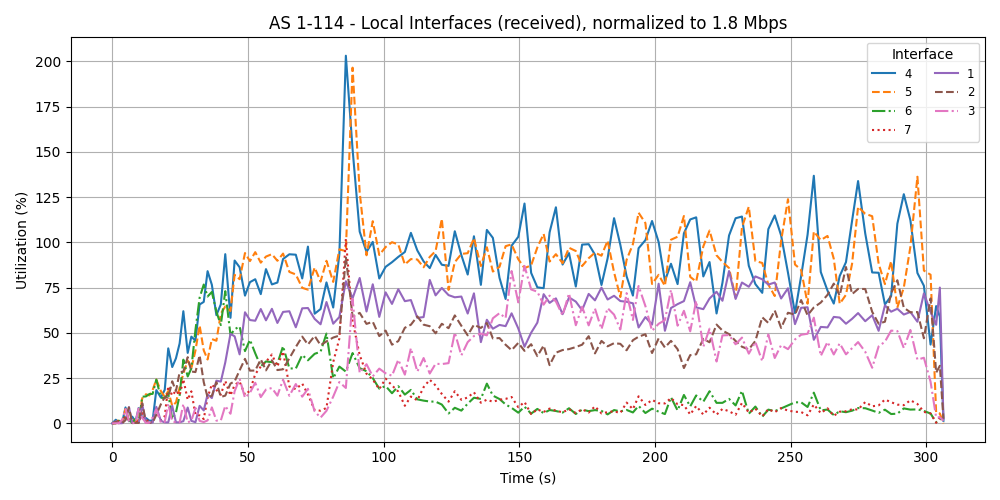 AS 1-114 - Local Interfaces (received), normalized to 1.8 Mbps
Utilization (%)
200
175
150
125
100
75
50
25
0
0 50 100 150 200 250 300
Time (s)
Interface
4 1
5 2
6 3
7